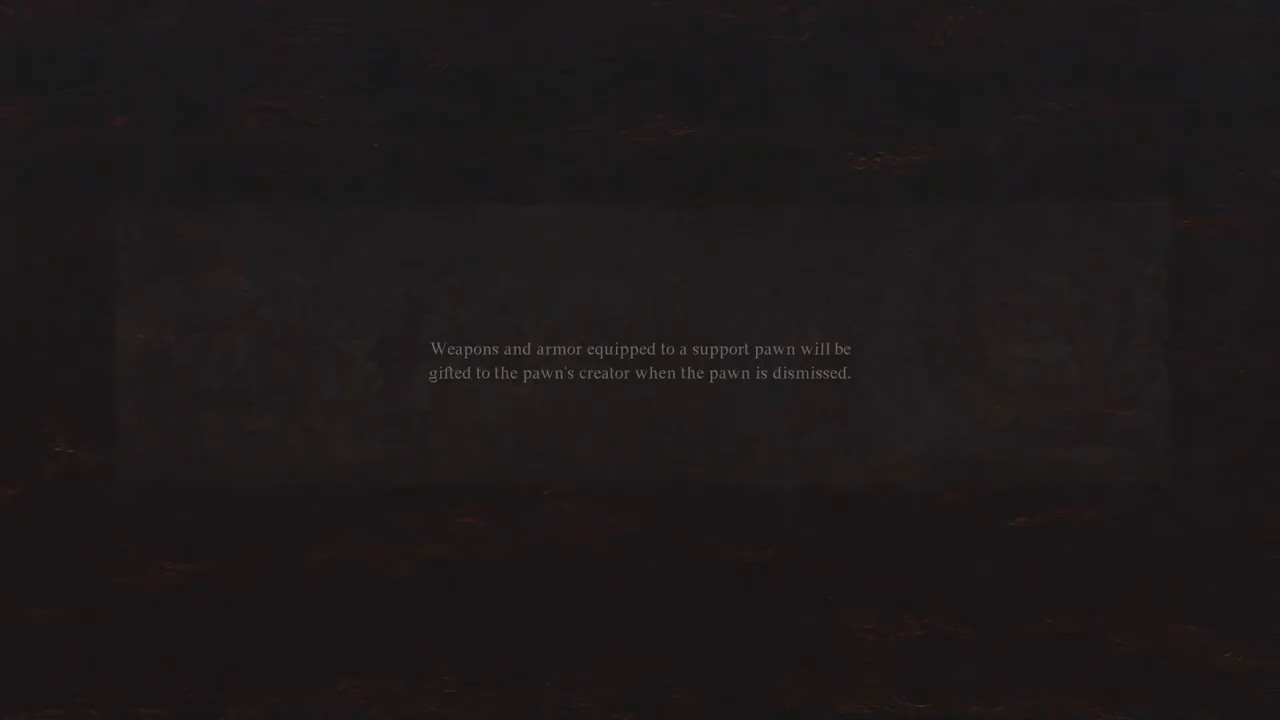 Weapons and armor equipped to a support pawn will be
gifted to the pawn's creator when the pawn is dismissed.